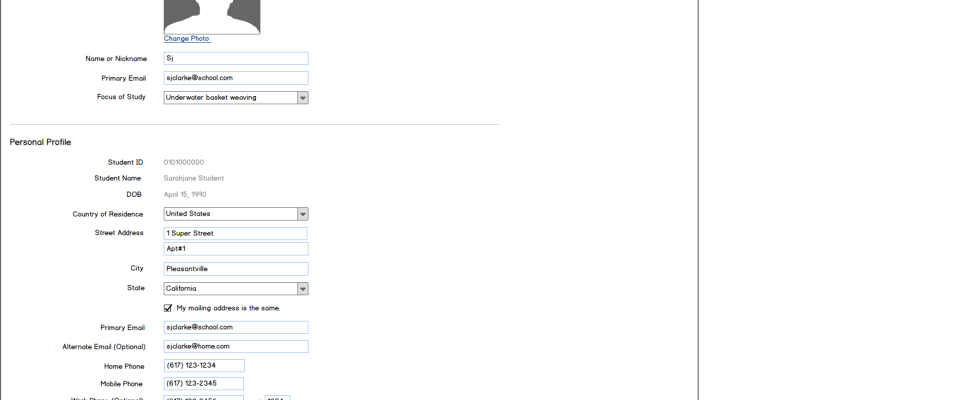 Change Photo
Name or Nickname Sj
Primary Email sjclarke@school.com
Focus of Study Underwater basket weaving
Personal Profile
Student ID 0101000000
Student Name Sarahjane Student
DOB April 15, 1990
Country of Residence United States
Street Address 1 Super Street
Apt#1
City Pleasantville
State California
My mailing address is the same.
Primary Email sjclarke@school.com
Alternate Email (Optional) sjclarke@home.com
Home Phone (617) 123-1234
Mobile Phone (617) 123-2345
Work Phone (Optional)